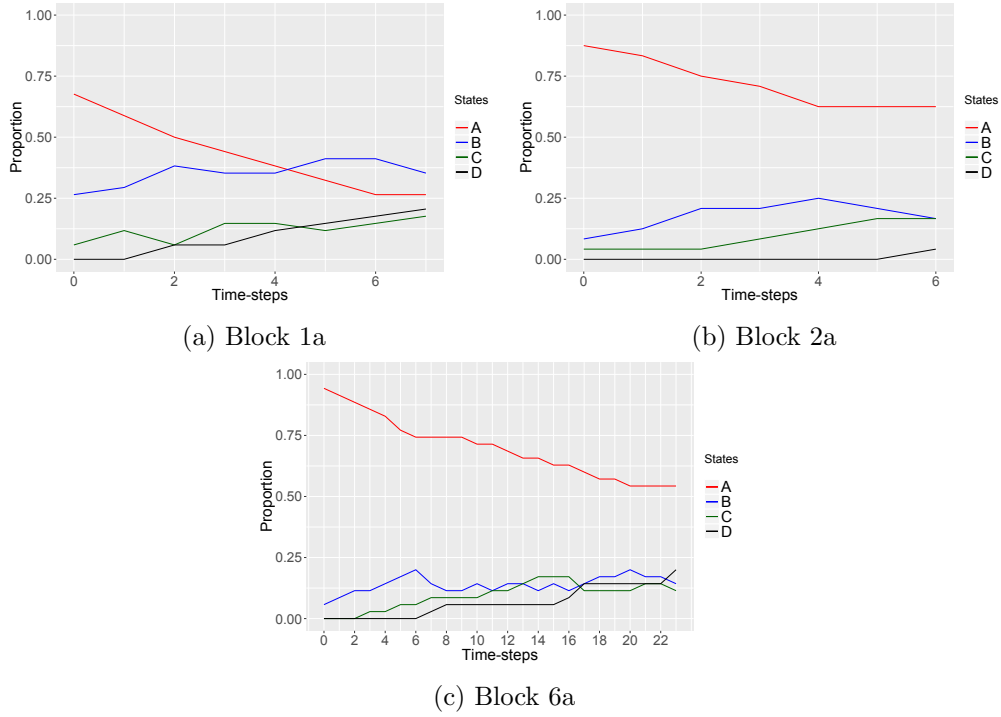 1.00
0.75
0.50
0.25
0.00
Proportion
0 2 4 6
Time-steps
States
A
B
C
D
(a) Block 1a
1.00
0.75
0.50
0.25
0.00
Proportion
0 2 4 6
Time-steps
States
A
B
C
D
(b) Block 2a
1.00
0.75
0.50
0.25
0.00
Proportion
0 2 4 6 8 10 12 14 16 18 20 22
Time-steps
States
A
B
C
D
(c) Block 6a